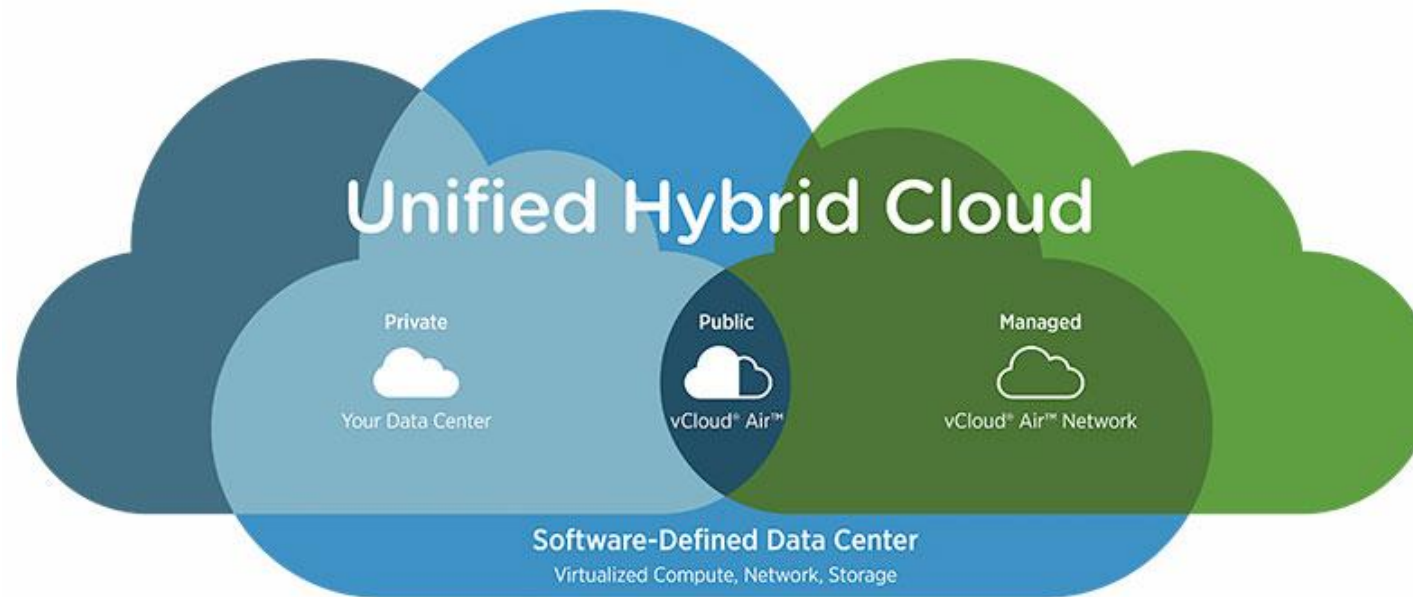 Unified Hybrid Cloud
Private
Your Data Center
Public
vCloud® Air™
Managed
vCloud® Air™ Network
Software-Defined Data Center
Virtualized Compute, Network, Storage